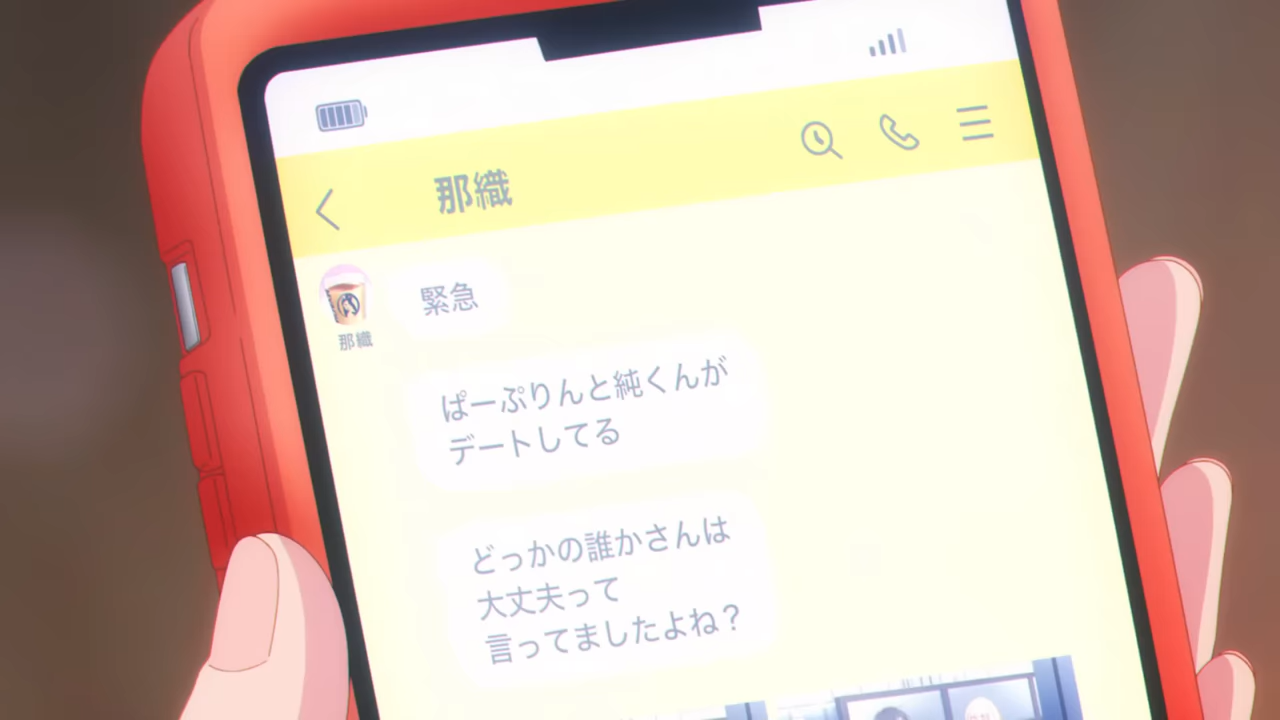 那織
緊急
那織
ぱーぷりんと純くんが
デートしてる
どっかの誰かさんは
大丈夫って
言ってましたよね？